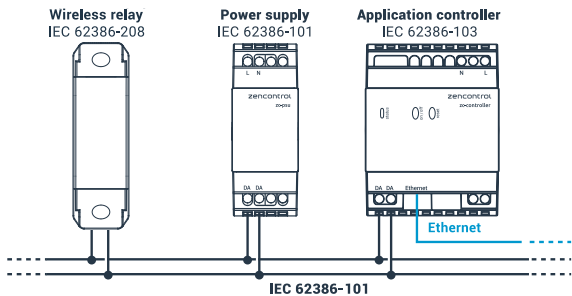 Wireless relay
IEC 62386-208
Power supply
IEC 62386-101
Application controller
IEC 62386-103
L N
zencontrol
zc-psu
DA DA
N L
zencontrol
zc-controller
DA DA Ethernet
Ethernet
IEC 62386-101